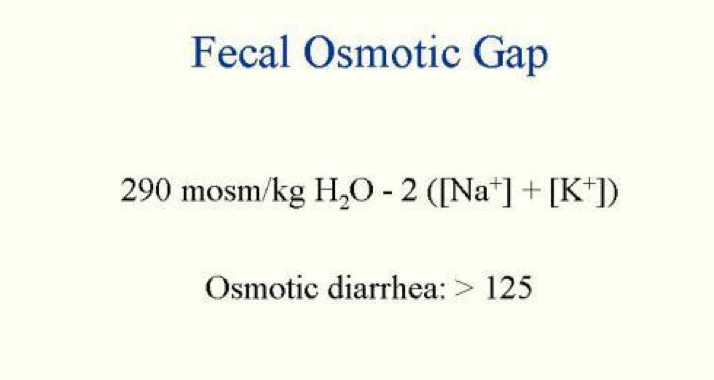 Fecal Osmotic Gap
290 mosm/kg H₂O - 2 ([Na⁺] + [K⁺])
Osmotic diarrhea: > 125